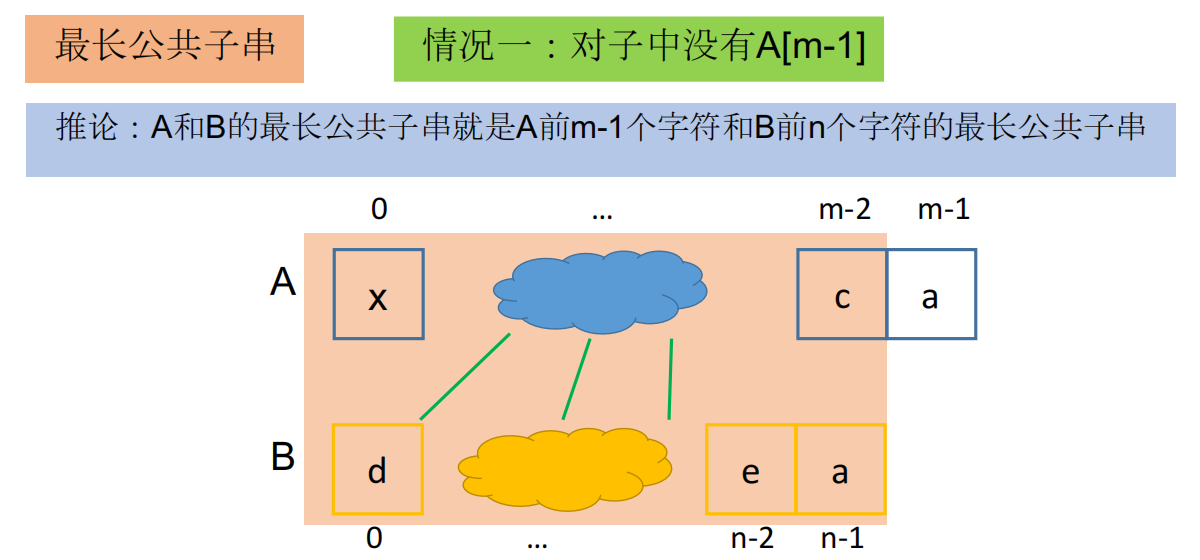 最长公共子串
情况一：对子中没有A[m-1]
推论：A和B的最长公共子串就是A前m-1个字符和B前n个字符的最长公共子串
0 ... m-2 m-1
A x c a
B d e a
0 ... n-2 n-1